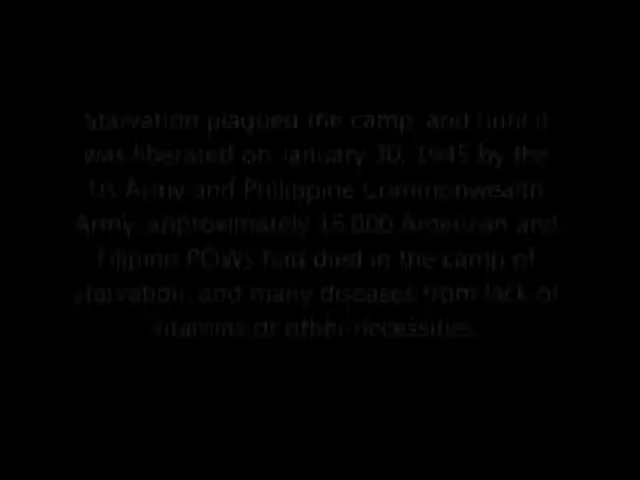 Starvation plagued the camp, and until it
was liberated on January 30, 1945 by the
US Army and Philippine Commonwealth
Army, approximately 16,000 American and
Filipino POWs had died in the camp of
starvation, and many diseases from lack of
vitamins or other necessities.